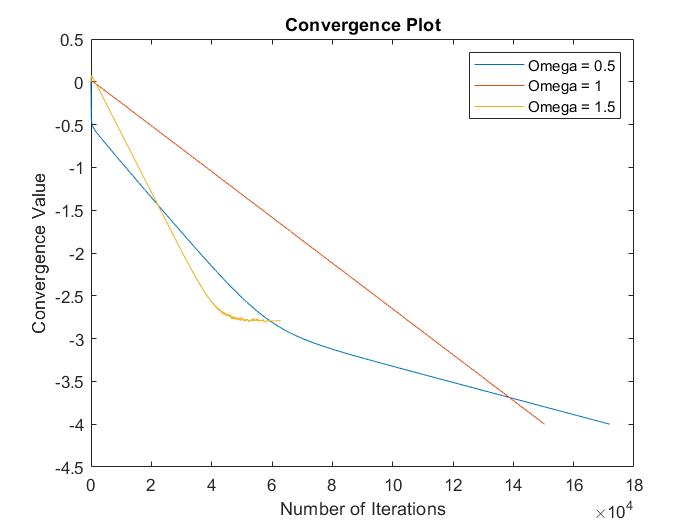 Convergence Plot
0.5
0
-0.5
-1
-1.5
-2
-2.5
-3
-3.5
-4
-4.5
Convergence Value
Omega = 0.5
Omega = 1
Omega = 1.5
0 2 4 6 8 10 12 14 16 18
Number of Iterations
×10^4